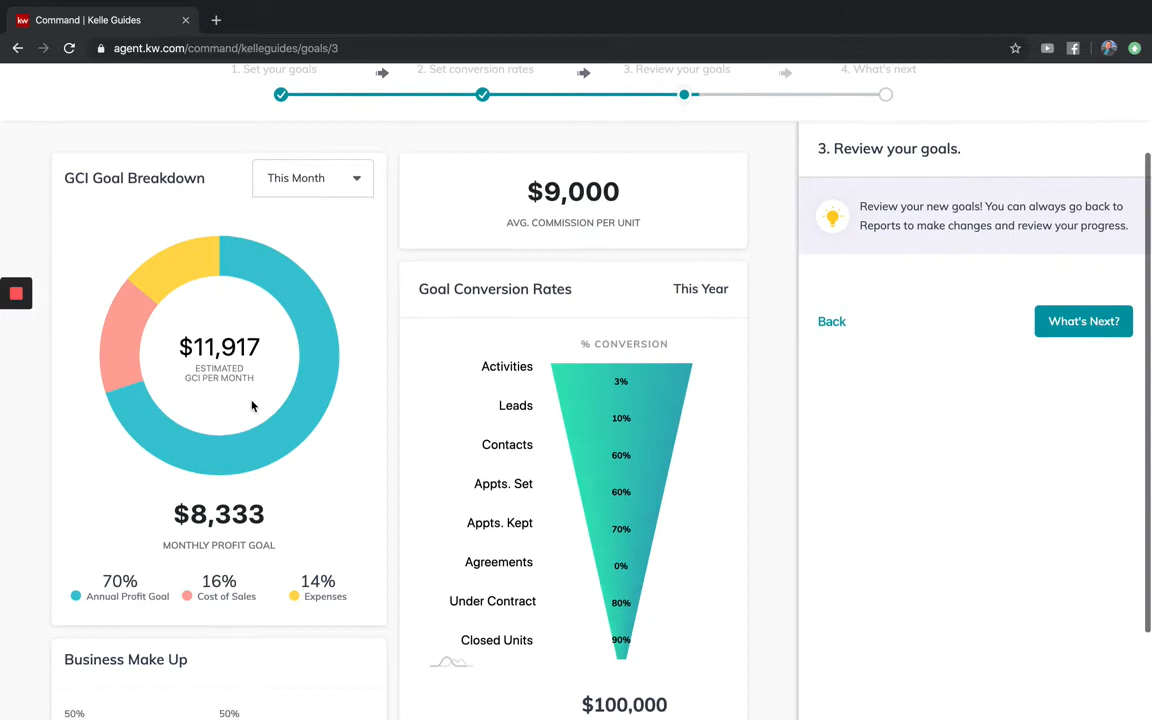 kw Command | Kelle Guides
agent.kw.com/command/kelleguides/goals/3
1. Set your goals
2. Set conversion rates
3. Review your goals
4. What's next
GCI Goal Breakdown
This Month
$11,917
ESTIMATED
GCI PER MONTH
$8,333
MONTHLY PROFIT GOAL
70%
Annual Profit Goal
16%
Cost of Sales
14%
Expenses
Business Make Up
50%
50%
$9,000
AVG. COMMISSION PER UNIT
Goal Conversion Rates
This Year
% CONVERSION
Activities
3%
Leads
10%
Contacts
60%
Appts. Set
60%
Appts. Kept
70%
Agreements
0%
Under Contract
80%
Closed Units
90%
$100,000
3. Review your goals.
Review your new goals! You can always go back to
Reports to make changes and review your progress.
Back
What's Next?